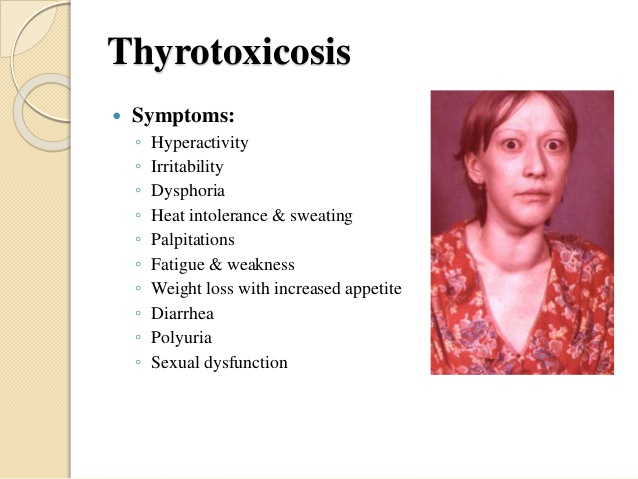 Thyrotoxicosis
Symptoms:
Hyperactivity
Irritability
Dysphoria
Heat intolerance & sweating
Palpitations
Fatigue & weakness
Weight loss with increased appetite
Diarrhea
Polyuria
Sexual dysfunction